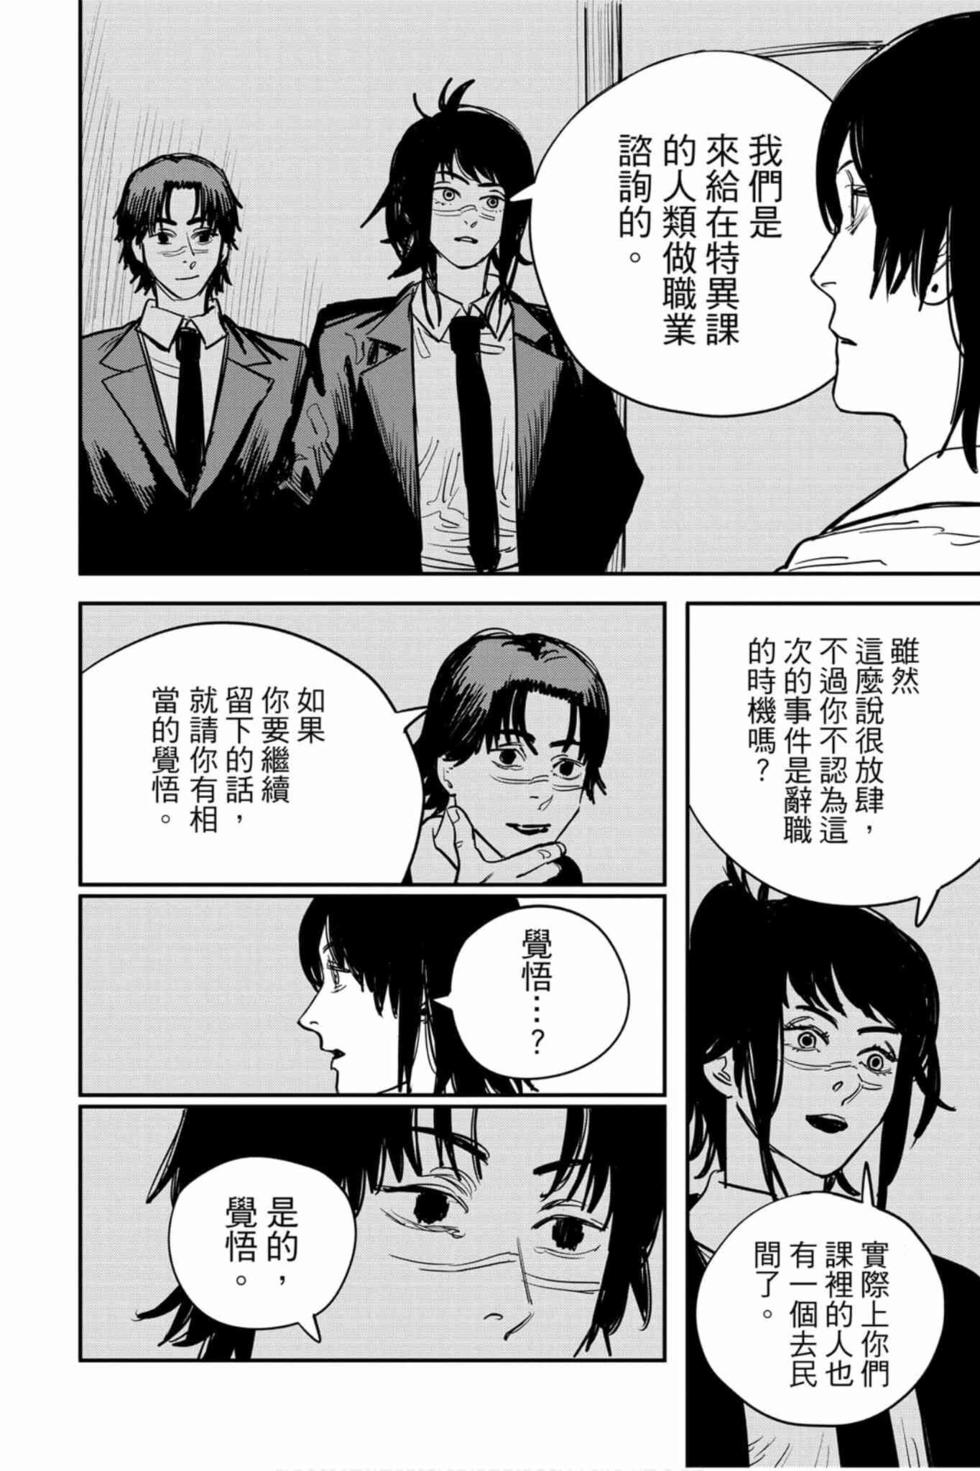 我們是
來給在特異課
的人類做職業
諮詢的。
雖然
這麼說很放肆，
不過你不認為這
次的事件是辭職
的時機嗎？
實際上你們
課裡的人也
有一個去民
間了。
如果
你要繼續
留下的話，
就請你有相
當的覺悟。
覺悟…？
是的，
覺悟。